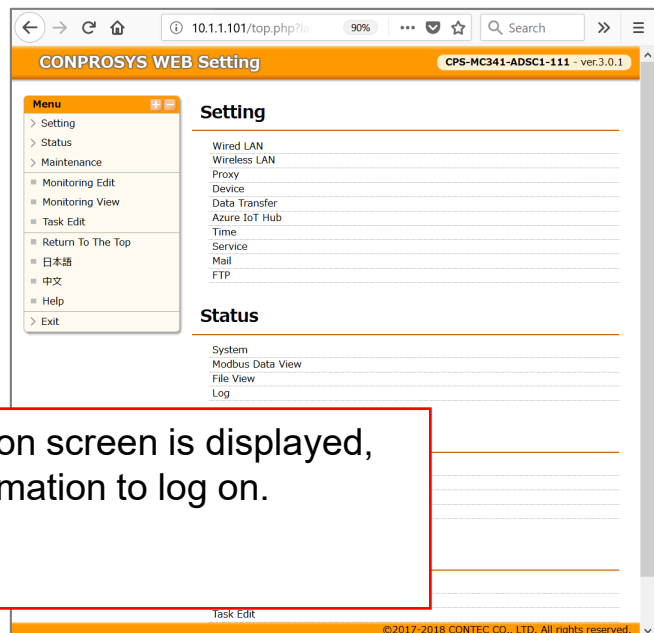 10.1.1.101/top.php?la
90%
Search
CONPROSYS WEB Setting
CPS-MC341-ADSC1-111 - ver.3.0.1
Menu
Setting
Status
Maintenance
Monitoring Edit
Monitoring View
Task Edit
Return To The Top
日本語
中文
Help
Exit
Setting
Wired LAN
Wireless LAN
Proxy
Device
Data Transfer
Azure IoT Hub
Time
Service
Mail
FTP
Status
System
Modbus Data View
File View
Log
on screen is displayed,
mation to log on.
Task Edit
©2017-2018 CONTEC CO., LTD. All rights reserved.